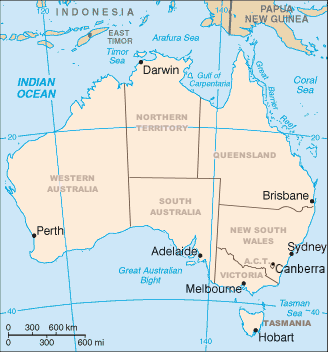 120
140
INDONESIA
PAPUA
NEW GUINEA
EAST
TIMOR
Arafura Sea
Timor
Sea
Darwin
INDIAN
OCEAN
Gulf of
Carpentaria
Great
Barrier
Reef
Coral
Sea
NORTHERN
TERRITORY
20
20
QUEENSLAND
WESTERN
AUSTRALIA
SOUTH
AUSTRALIA
Brisbane
Perth
NEW SOUTH
WALES
Adelaide
Sydney
A.C.T.
Canberra
Great Australian
Bight
VICTORIA
Melbourne
Tasman
Sea
40
40
TASMANIA
Hobart
0 300 600 km
0 300 600 mi
140